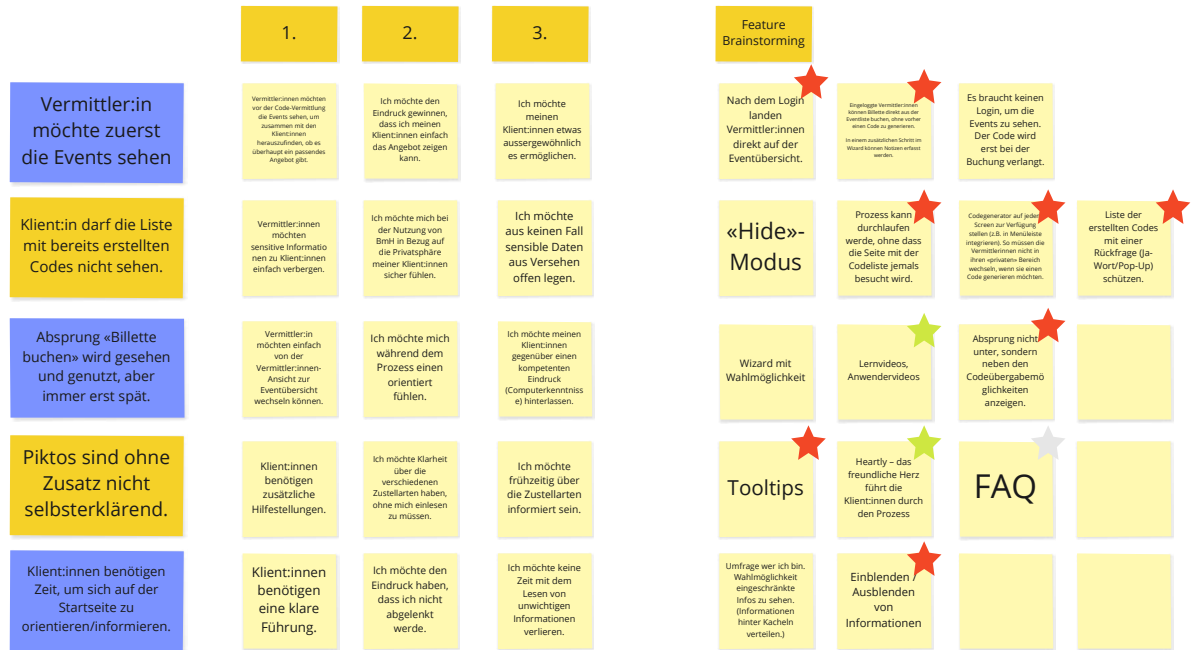 1.
2.
3.
Feature
Brainstorming
Vermittler:in
möchte zuerst
die Events sehen
Vermittler:innen möchten
vor der Code-Vermittlung
die Events sehen, um
zusammen mit den
Klient:innen
herauszufinden, ob es
überhaupt ein passendes
Angebot gibt.
Ich möchte den
Eindruck gewinnen,
dass ich meinen
Klient:innen einfach
das Angebot zeigen
kann.
Ich möchte
meinen
Klient:innen etwas
aussergewöhnlich
es ermöglichen.
Nach dem Login
landen
Vermittler:innen
direkt auf der
Eventübersicht.
Eingeloggte Vermittler:innen
können Billette direkt aus der
Eventliste buchen, ohne vorher
einen Code zu generieren.
In einem zusätzlichen Schritt im
Wizard können Notizen erfasst
werden.
Es braucht keinen
Login, um die
Events zu sehen.
Der Code wird
erst bei der
Buchung verlangt.
Klient:in darf die Liste
mit bereits erstellten
Codes nicht sehen.
Vermittler:innen
möchten
sensitive Informatio
nen zu Klient:innen
einfach verbergen.
Ich möchte mich bei
der Nutzung von
BmH in Bezug auf die
Privatsphäre
meiner Klient:innen
sicher fühlen.
Ich möchte
aus keinen Fall
sensible Daten
aus Versehen
offen legen.
«Hide»-
Modus
Prozess kann
durchlaufen
werde, ohne dass
die Seite mit der
Codeliste jemals
besucht wird.
Codegenerator auf jedem
Screen zur Verfügung
stellen (z.B. in Menüleiste
integrieren). So müssen die
Vermittlerinnen nicht in
ihren «privaten» Bereich
wechseln, wenn sie einen
Code generieren möchten.
Liste der
erstellten Codes
mit einer
Rückfrage (Ja-
Wort/Pop-Up)
schützen.
Absprung «Billette
buchen» wird gesehen
und genutzt, aber
immer erst spät.
Vermittler:in
möchten einfach
von der
Vermittler:innen-
Ansicht zur
Eventübersicht
wechseln können.
Ich möchte mich
während dem
Prozess einen
orientiert
fühlen.
Ich möchte meinen
Klient:innen
gegenüber einen
kompetenten
Eindruck
(Computerkenntniss
e) hinterlassen.
Wizard mit
Wahlmöglichkeit
Lernvideos,
Anwendervideos
Absprung nicht
unter, sondern
neben den
Codeübergabemö
glichkeiten
anzeigen.
Piktos sind ohne
Zusatz nicht
selbsterklärend.
Klient:innen
benötigen
zusätzliche
Hilfestellungen.
Ich möchte Klarheit
über die
verschiedenen
Zustellarten haben,
ohne mich einlesen
zu müssen.
Ich möchte
frühzeitig über
die Zustellarten
informiert sein.
Tooltips
Heartly – das
freundliche Herz
führt die
Klient:innen durch
den Prozess
FAQ
Klient:innen benötigen
Zeit, um sich auf der
Startseite zu
orientieren/informieren.
Klient:innen
benötigen
eine klare
Führung.
Ich möchte den
Eindruck haben,
dass ich nicht
abgelenkt
werde.
Ich möchte keine
Zeit mit dem
Lesen von
unwichtigen
Informationen
verlieren.
Umfrage wer ich bin.
Wahlmöglichkeit
eingeschränkte
Infos zu sehen.
(Informationen
hinter Kacheln
verteilen.)
Einblenden /
Ausblenden
von
Informationen